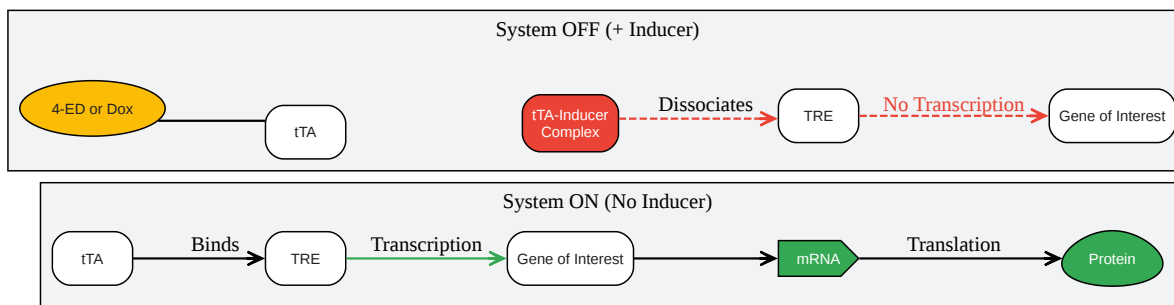 System OFF (+ Inducer)
4-ED or Dox
tTA
tTA-Inducer
Complex
Dissociates
TRE
No Transcription
Gene of Interest
System ON (No Inducer)
tTA
Binds
TRE
Transcription
Gene of Interest
mRNA
Translation
Protein